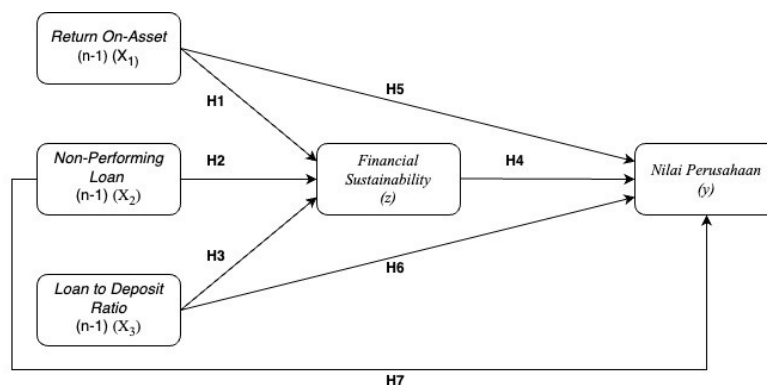 Return On-Asset
(n-1) (X1)
H5
H1
Non-Performing
Loan
(n-1) (X2)
H2
Financial
Sustainability
(z)
H4
Nilai Perusahaan
(y)
H3
H6
Loan to Deposit
Ratio
(n-1) (X3)
H7